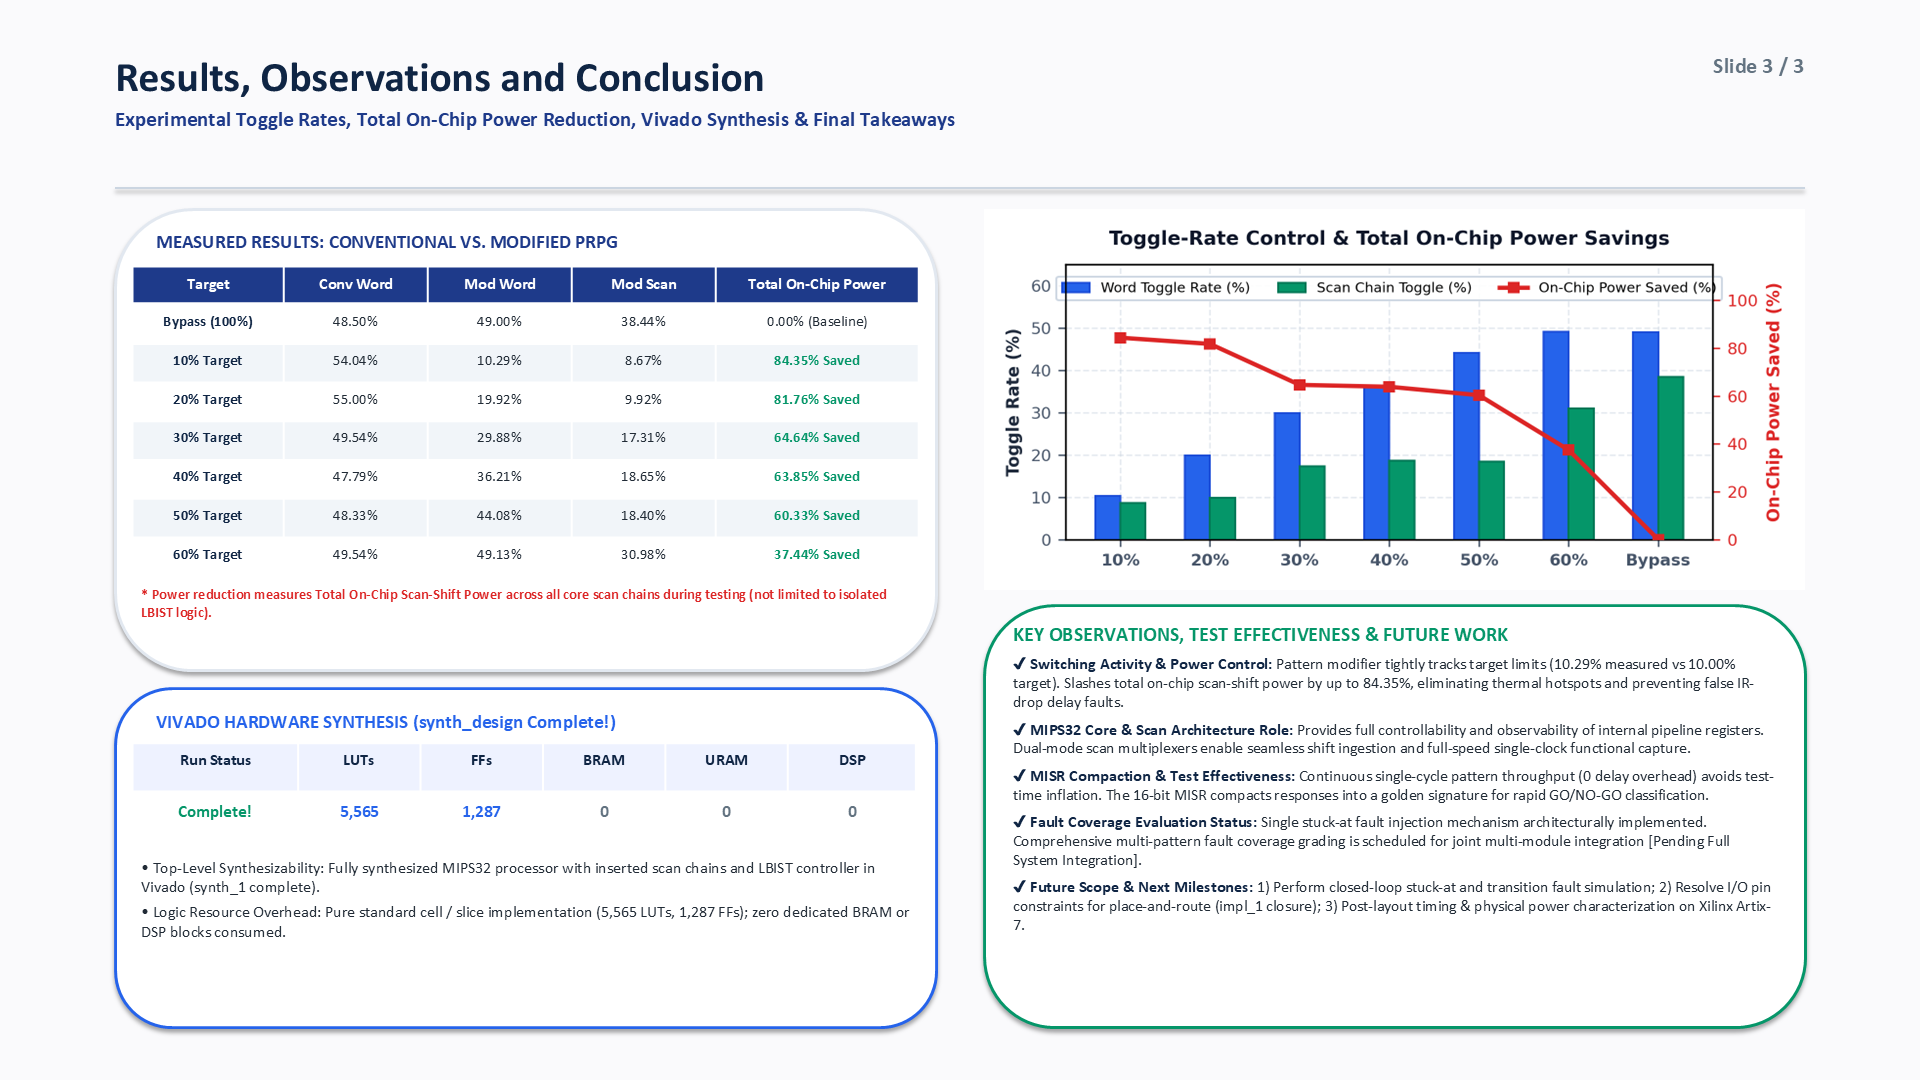 Results, Observations and Conclusion
Slide 3 / 3
Experimental Toggle Rates, Total On-Chip Power Reduction, Vivado Synthesis & Final Takeaways
MEASURED RESULTS: CONVENTIONAL VS. MODIFIED PRPG
Target Conv Word Mod Word Mod Scan Total On-Chip Power
Bypass (100%) 48.50% 49.00% 38.44% 0.00% (Baseline)
10% Target 54.04% 10.29% 8.67% 84.35% Saved
20% Target 55.00% 19.92% 9.92% 81.76% Saved
30% Target 49.54% 29.88% 17.31% 64.64% Saved
40% Target 47.79% 36.21% 18.65% 63.85% Saved
50% Target 48.33% 44.08% 18.40% 60.33% Saved
60% Target 49.54% 49.13% 30.98% 37.44% Saved
* Power reduction measures Total On-Chip Scan-Shift Power across all core scan chains during testing (not limited to isolated
LBIST logic).
VIVADO HARDWARE SYNTHESIS (synth_design Complete!)
Run Status LUTs FFs BRAM URAM DSP
Complete! 5,565 1,287 0 0 0
• Top-Level Synthesizability: Fully synthesized MIPS32 processor with inserted scan chains and LBIST controller in
Vivado (synth_1 complete).
• Logic Resource Overhead: Pure standard cell / slice implementation (5,565 LUTs, 1,287 FFs); zero dedicated BRAM or
DSP blocks consumed.
Toggle-Rate Control & Total On-Chip Power Savings
Word Toggle Rate (%) Scan Chain Toggle (%) On-Chip Power Saved (%)
Toggle Rate (%)
60
50
40
30
20
10
0
100
80
60
40
20
0
On-Chip Power Saved (%)
10% 20% 30% 40% 50% 60% Bypass
KEY OBSERVATIONS, TEST EFFECTIVENESS & FUTURE WORK
✔ Switching Activity & Power Control: Pattern modifier tightly tracks target limits (10.29% measured vs 10.00%
target). Slashes total on-chip scan-shift power by up to 84.35%, eliminating thermal hotspots and preventing false IR-
drop delay faults.
✔ MIPS32 Core & Scan Architecture Role: Provides full controllability and observability of internal pipeline registers.
Dual-mode scan multiplexers enable seamless shift ingestion and full-speed single-clock functional capture.
✔ MISR Compaction & Test Effectiveness: Continuous single-cycle pattern throughput (0 delay overhead) avoids test-
time inflation. The 16-bit MISR compacts responses into a golden signature for rapid GO/NO-GO classification.
✔ Fault Coverage Evaluation Status: Single stuck-at fault injection mechanism architecturally implemented.
Comprehensive multi-pattern fault coverage grading is scheduled for joint multi-module integration [Pending Full
System Integration].
✔ Future Scope & Next Milestones: 1) Perform closed-loop stuck-at and transition fault simulation; 2) Resolve I/O pin
constraints for place-and-route (impl_1 closure); 3) Post-layout timing & physical power characterization on Xilinx Artix-
7.